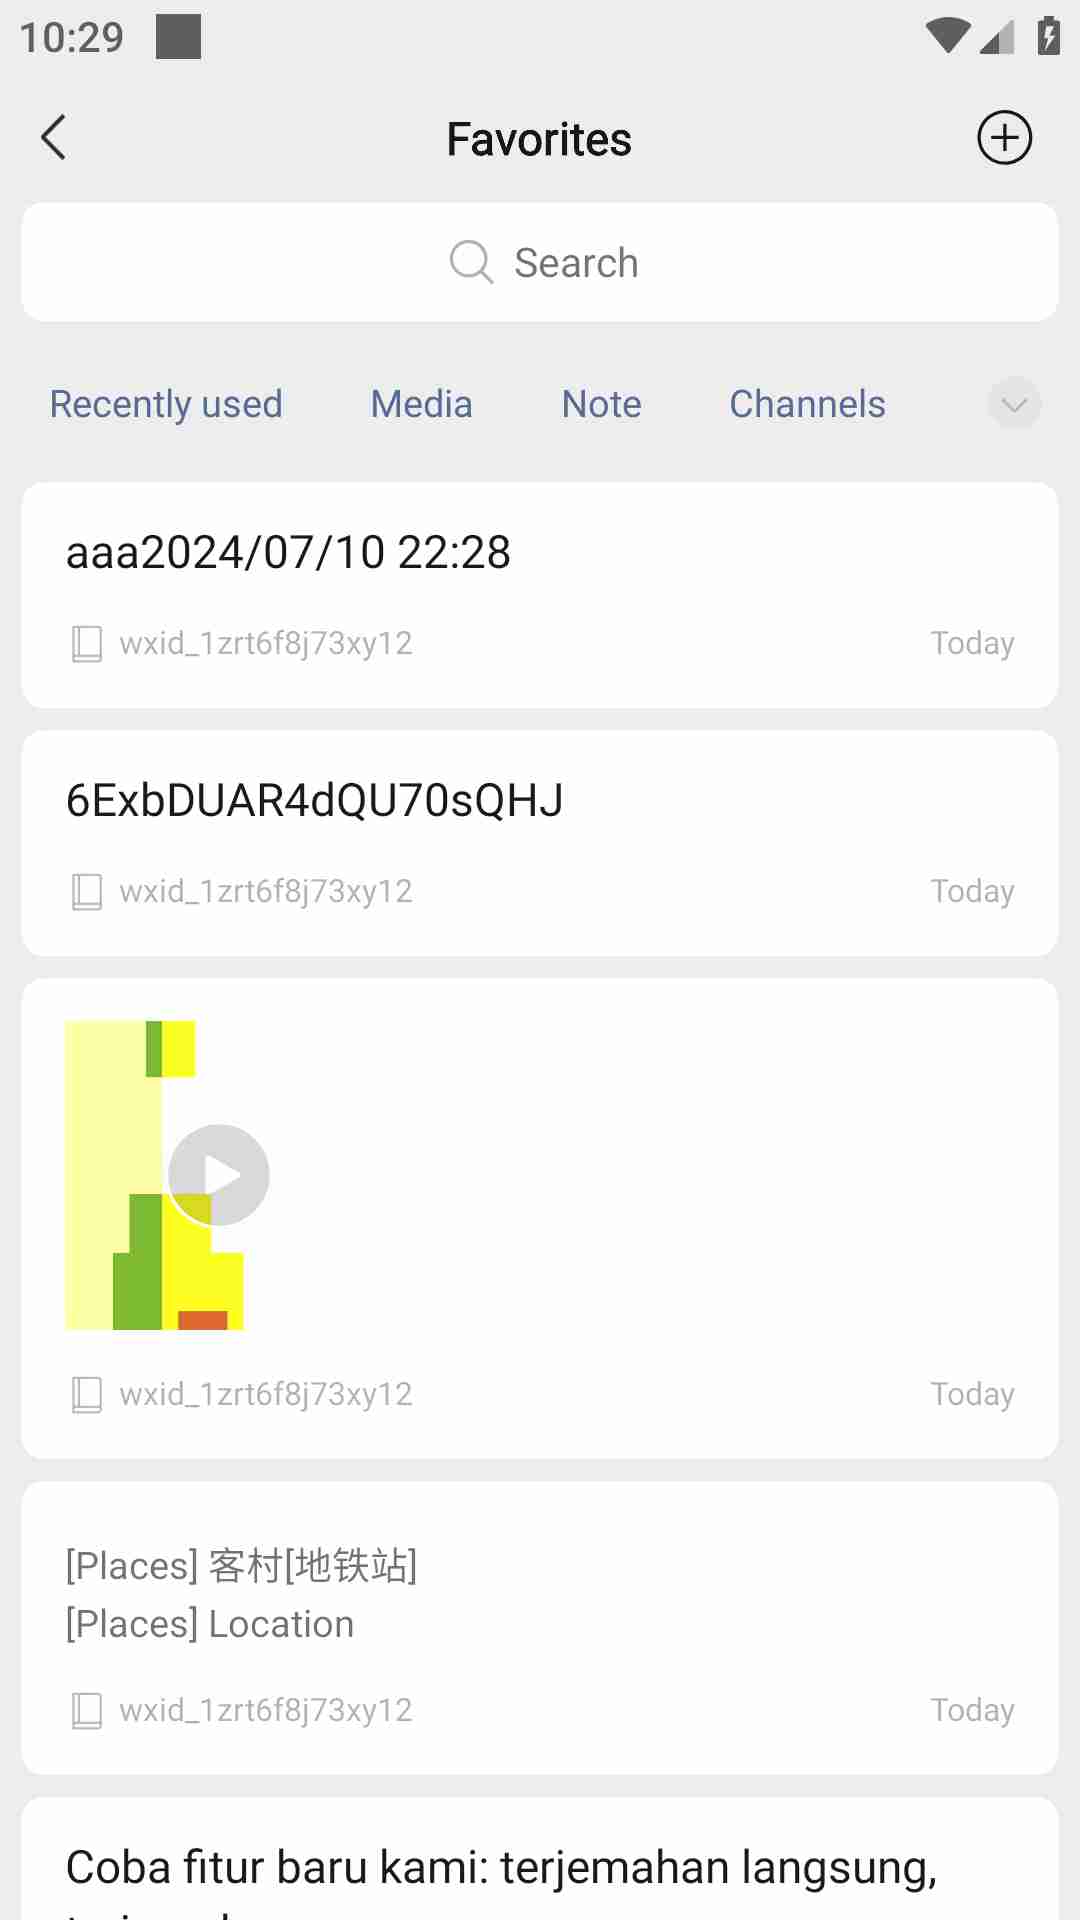 10:29
Favorites
Search
Recently used Media Note Channels
aaa2024/07/10 22:28
wxid_1zrt6f8j73xy12 Today
6ExbDUAR4dQU70sQHJ
wxid_1zrt6f8j73xy12 Today
wxid_1zrt6f8j73xy12 Today
[Places] 客村[地铁站]
[Places] Location
wxid_1zrt6f8j73xy12 Today
Coba fitur baru kami: terjemahan langsung,